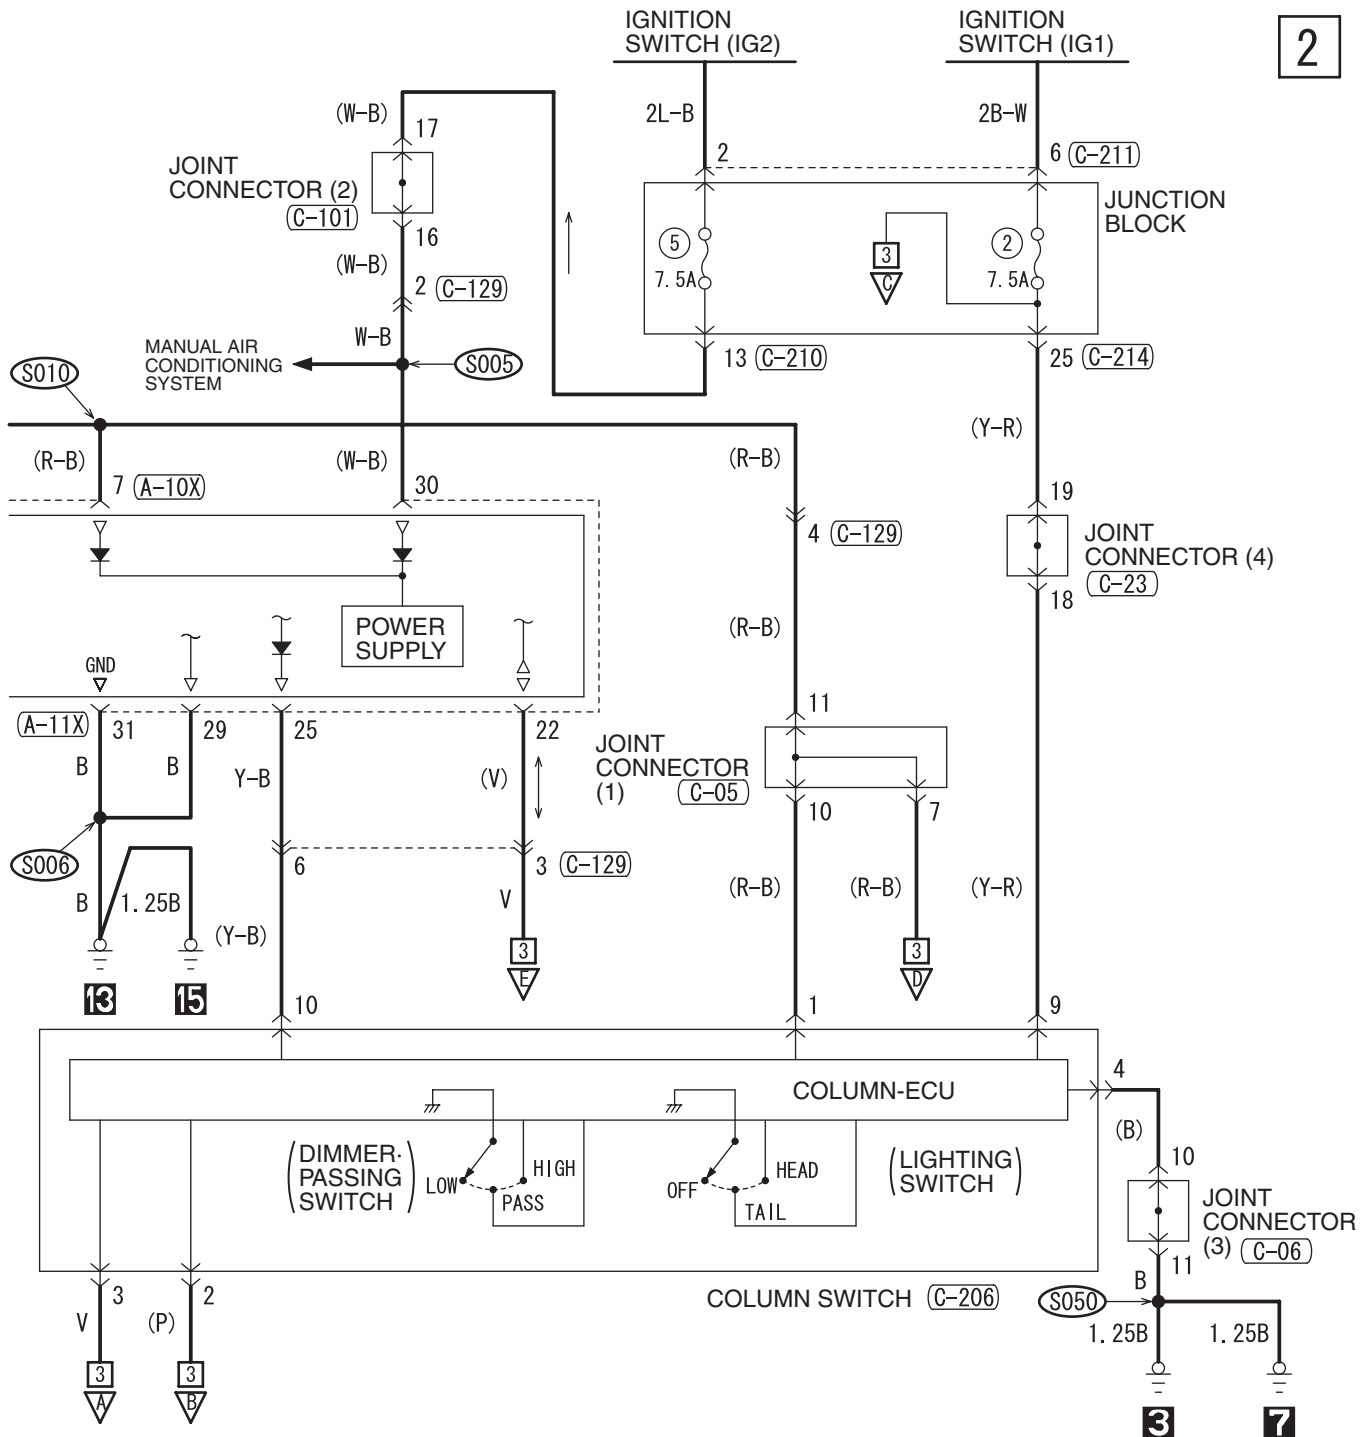 IGNITION
SWITCH (IG2)
IGNITION
SWITCH (IG1)
2
(W-B)
17
2L-B
2B-W
JOINT
CONNECTOR (2)
C-101
2
6 C-211
JUNCTION
BLOCK
16
(W-B)
5
7.5A
3
C
2
7.5A
2 C-129
W-B
MANUAL AIR
CONDITIONING
SYSTEM
S005
13 C-210
25 C-214
S010
(R-B)
(W-B)
(R-B)
(Y-R)
7 A-10X
30
19
4 C-129
JOINT
CONNECTOR (4)
C-23
18
POWER
SUPPLY
(R-B)
GND
A-11X
31
29
25
22
11
B
B
Y-B
(V)
JOINT
CONNECTOR
(1) C-05
10
7
S006
6
3 C-129
B
1.25B
(Y-B)
V
(R-B)
(R-B)
(Y-R)
3
E
3
D
13
15
10
1
9
COLUMN-ECU
4
(B)
(DIMMER·
PASSING
SWITCH)
LOW
HIGH
PASS
OFF
HEAD
TAIL
(LIGHTING
SWITCH)
10
JOINT
CONNECTOR
(3) C-06
11
3
2
COLUMN SWITCH C-206
S050
B
V
(P)
1.25B
1.25B
3
A
3
B
3
7